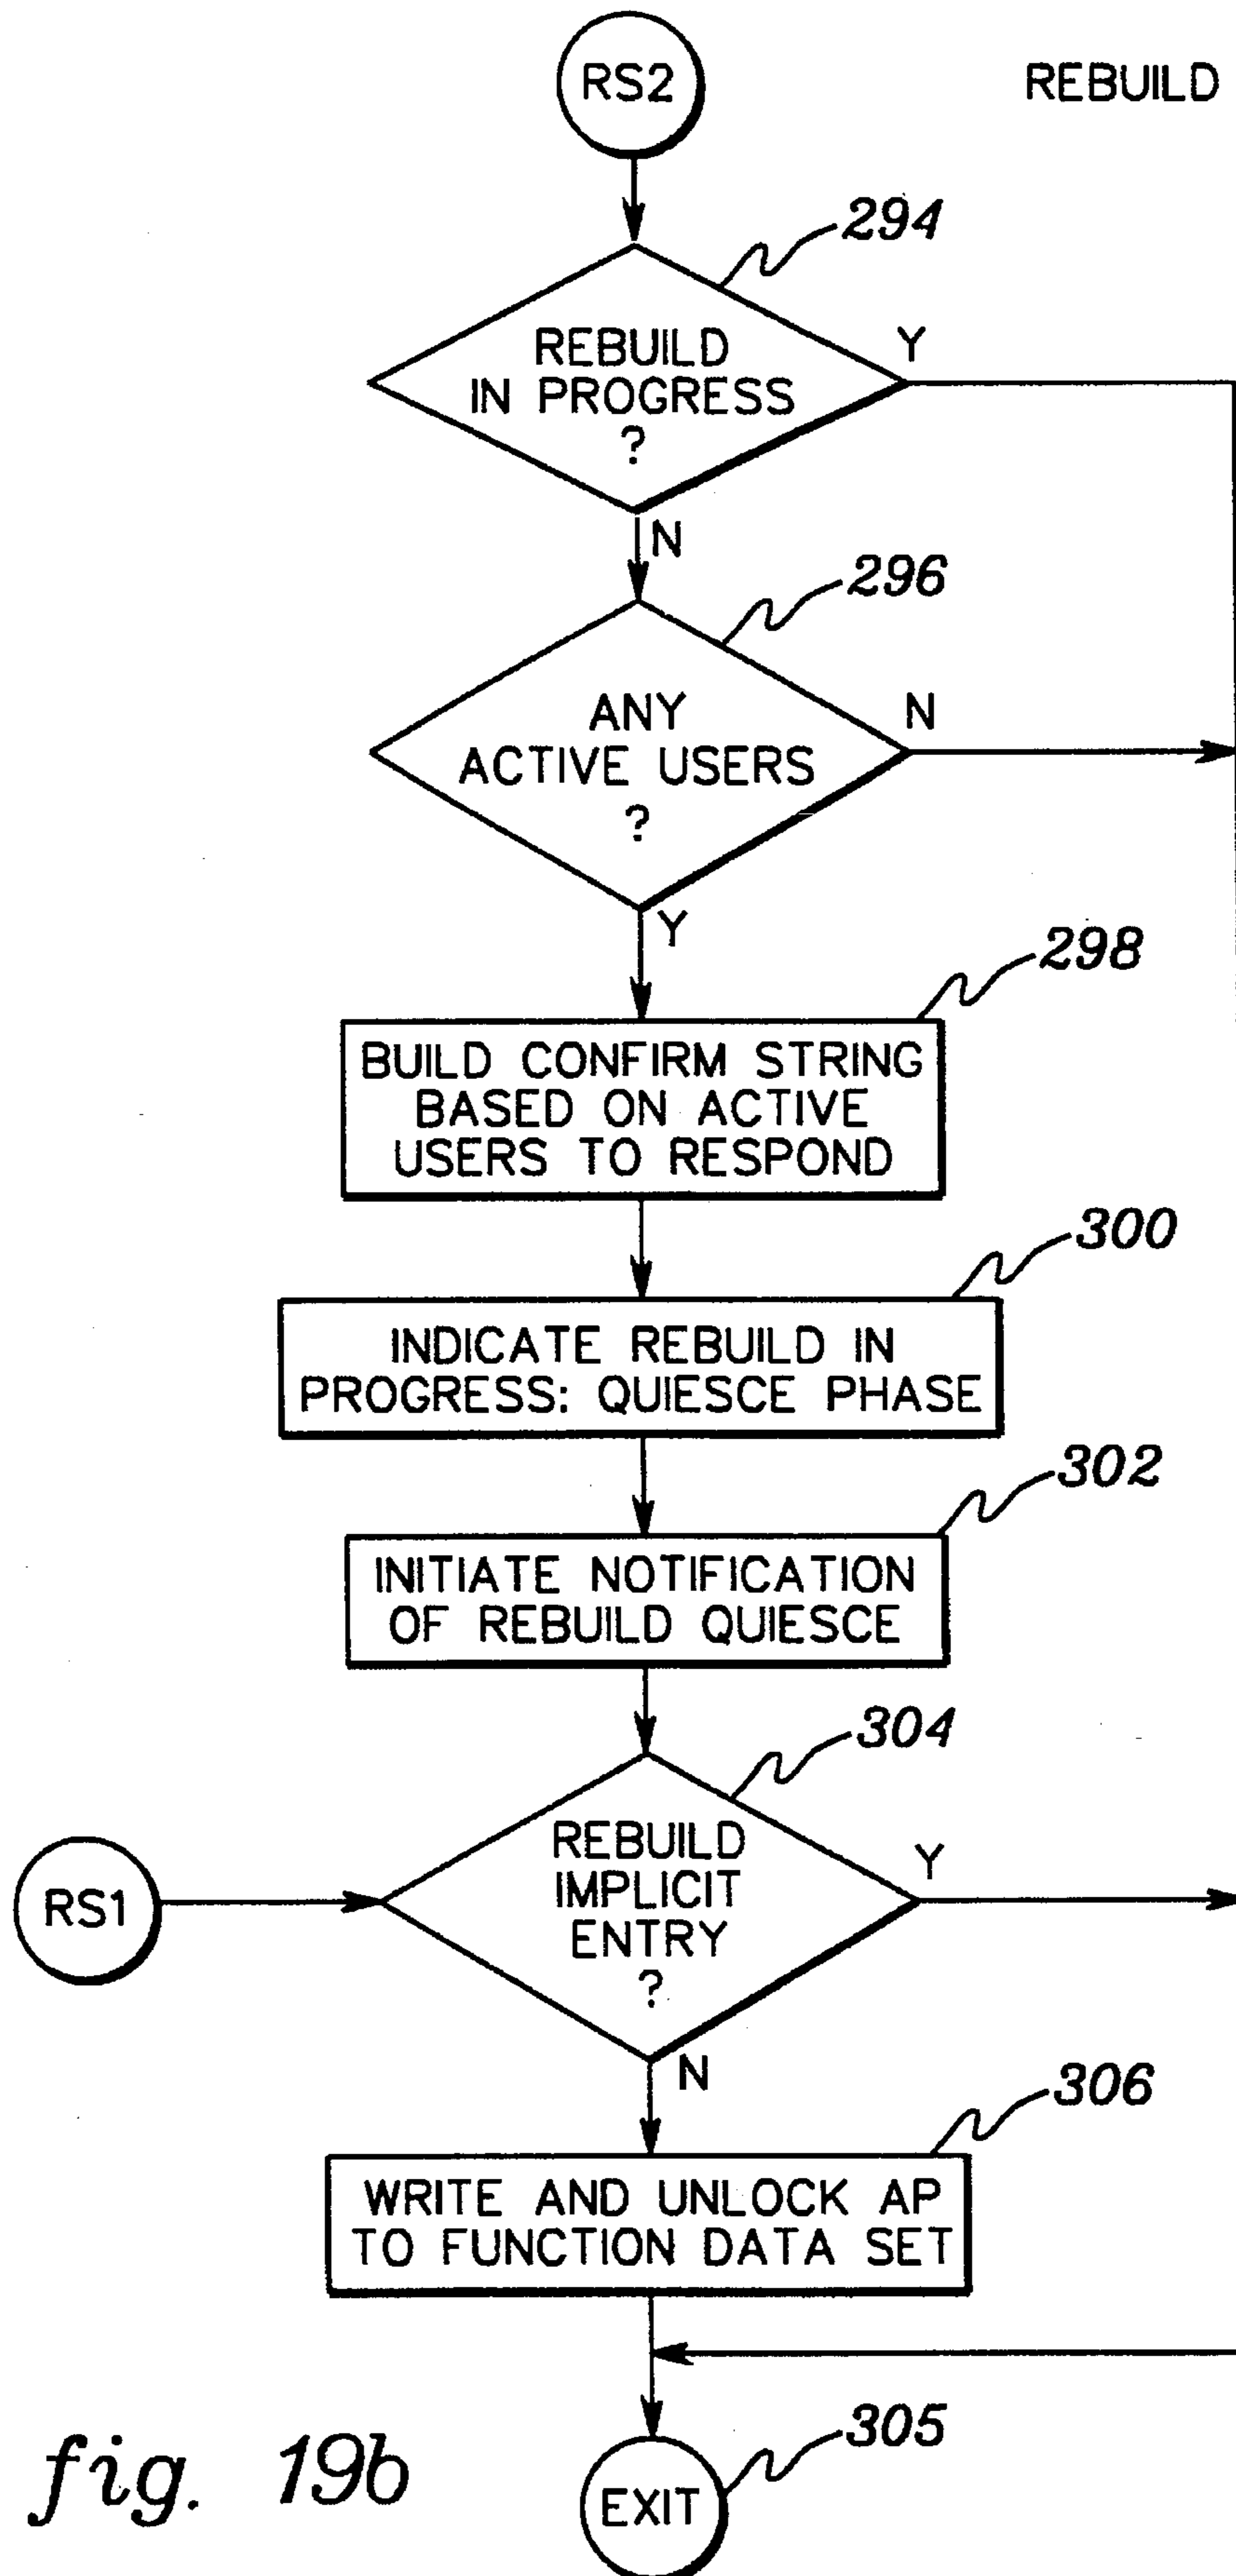 RS2
REBUILD
294
REBUILD
IN PROGRESS
?
Y
N
296
ANY
ACTIVE USERS
?
N
Y
298
BUILD CONFIRM STRING
BASED ON ACTIVE
USERS TO RESPOND
300
INDICATE REBUILD IN
PROGRESS: QUIESCE PHASE
302
INITIATE NOTIFICATION
OF REBUILD QUIESCE
304
RS1
REBUILD
IMPLICIT
ENTRY
?
Y
N
306
WRITE AND UNLOCK AP
TO FUNCTION DATA SET
305
EXIT
fig. 19b